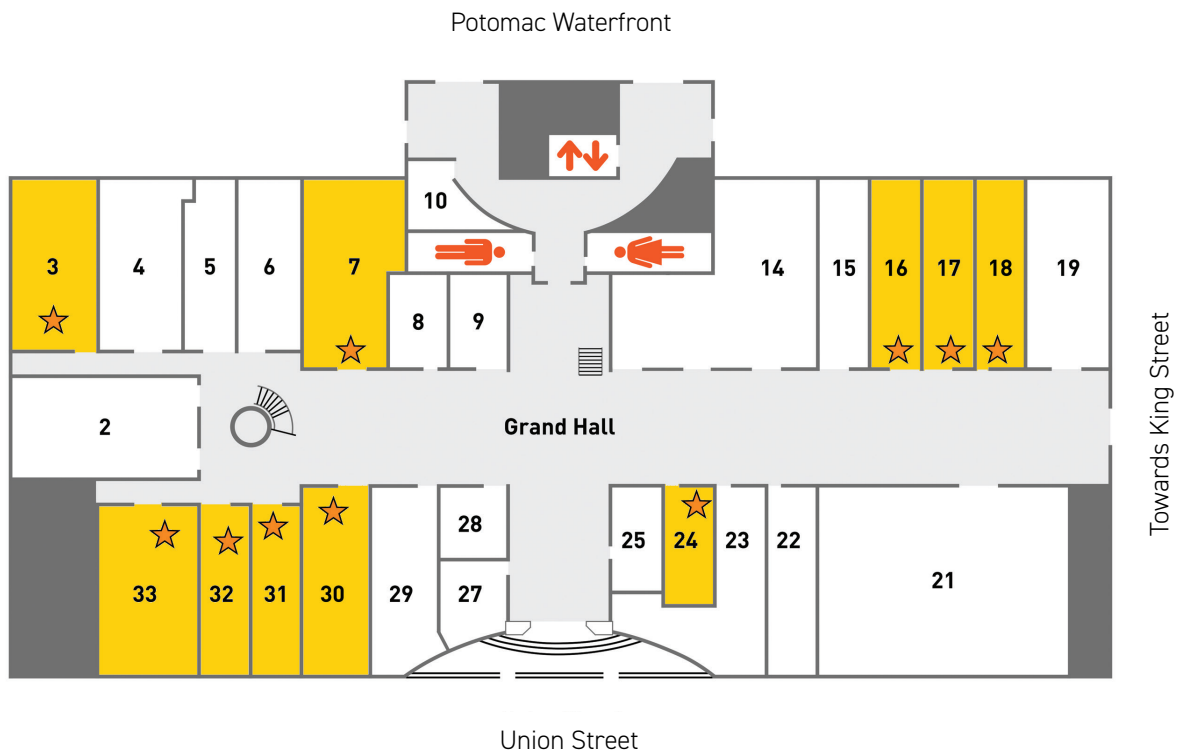 Potomac Waterfront
10
3 4 5 6 7 14 15 16 17 18 19
8 9
Towards King Street
2 Grand Hall
28 25 24 23 22
33 32 31 30 29 27 21
Union Street